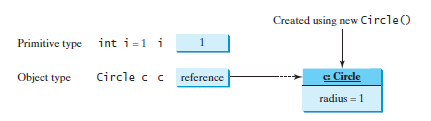 Created using new Circle()
Primitive type int i = 1 i 1
Object type Circle c c reference
c: Circle
radius = 1